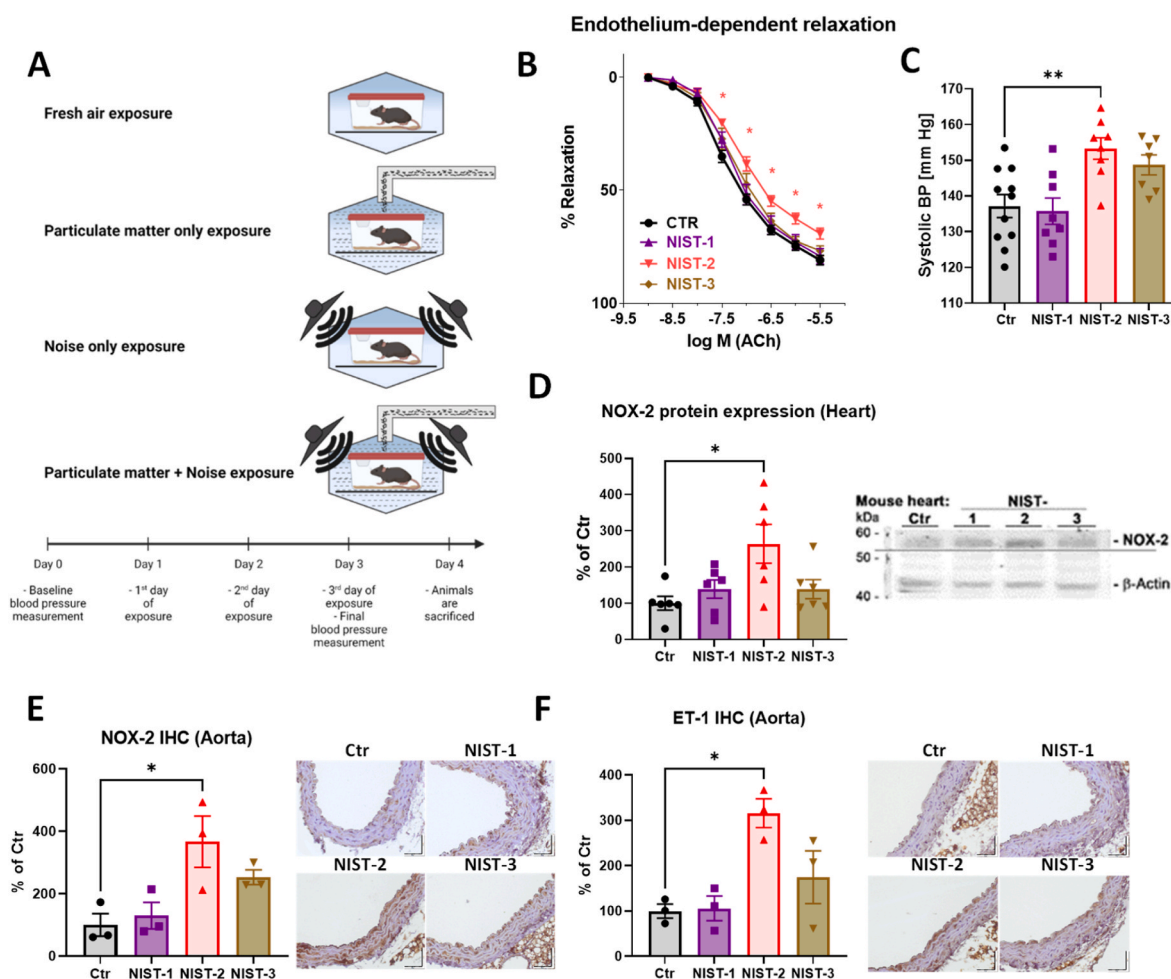 A
Fresh air exposure
Particulate matter only exposure
Noise only exposure
Particulate matter + Noise exposure
Day 0
Day 1
Day 2
Day 3
Day 4
- Baseline
blood pressure
measurement
- 1st day
of
exposure
- 2nd day
of
exposure
- 3rd day of
exposure
- Final
blood pressure
measurement
- Animals
are
sacrificed
Endothelium-dependent relaxation
B
% Relaxation
0
50
100
* * * * *
CTR
NIST-1
NIST-2
NIST-3
-9.5 -8.5 -7.5 -6.5 -5.5
log M (ACh)
C
**
Systolic BP [mm Hg]
170
160
150
140
130
120
110
Ctr NIST-1 NIST-2 NIST-3
D
NOX-2 protein expression (Heart)
*
% of Ctr
500
400
300
200
100
0
Ctr NIST-1 NIST-2 NIST-3
Mouse heart: NIST-
kDa Ctr 1 2 3
60 -
- NOX-2
50 -
- β-Actin
40 -
E
NOX-2 IHC (Aorta)
*
% of Ctr
600
400
200
0
Ctr NIST-1 NIST-2 NIST-3
Ctr NIST-1
NIST-2 NIST-3
F
ET-1 IHC (Aorta)
*
% of Ctr
400
300
200
100
0
Ctr NIST-1 NIST-2 NIST-3
Ctr NIST-1
NIST-2 NIST-3